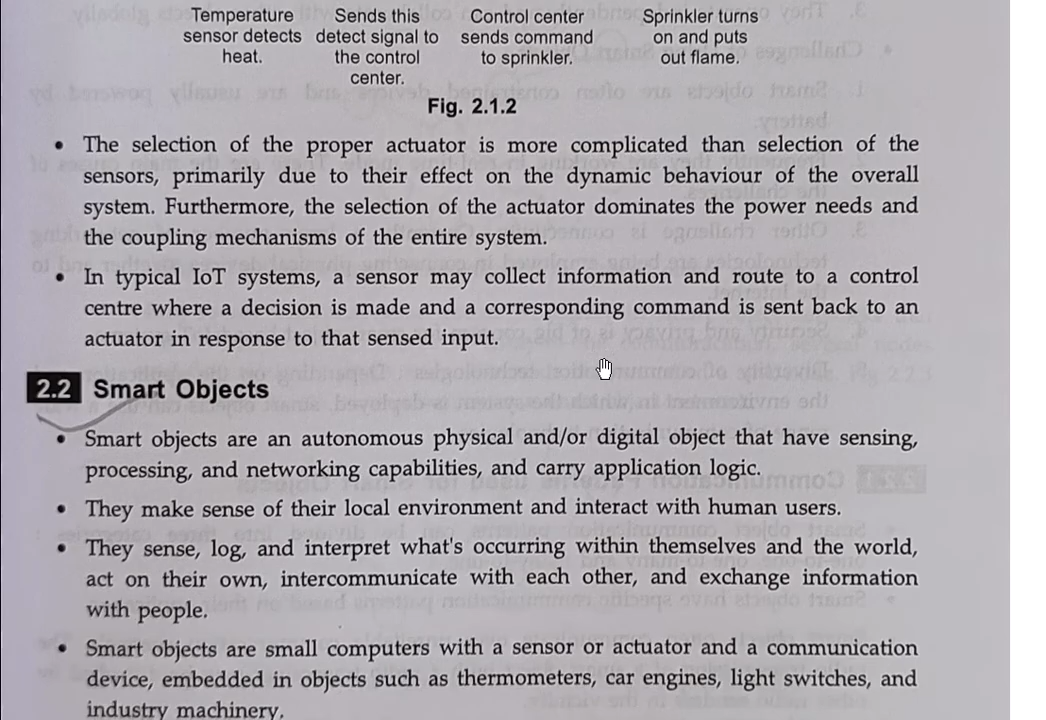 Temperature sensor detects heat.
Sends this detect signal to the control center.
Control center sends command to sprinkler.
Sprinkler turns on and puts out flame.
Fig. 2.1.2
• The selection of the proper actuator is more complicated than selection of the
sensors, primarily due to their effect on the dynamic behaviour of the overall
system. Furthermore, the selection of the actuator dominates the power needs and
the coupling mechanisms of the entire system.
• In typical IoT systems, a sensor may collect information and route to a control
centre where a decision is made and a corresponding command is sent back to an
actuator in response to that sensed input.
2.2 Smart Objects
• Smart objects are an autonomous physical and/or digital object that have sensing,
processing, and networking capabilities, and carry application logic.
• They make sense of their local environment and interact with human users.
• They sense, log, and interpret what's occurring within themselves and the world,
act on their own, intercommunicate with each other, and exchange information
with people.
• Smart objects are small computers with a sensor or actuator and a communication
device, embedded in objects such as thermometers, car engines, light switches, and
industry machinery.